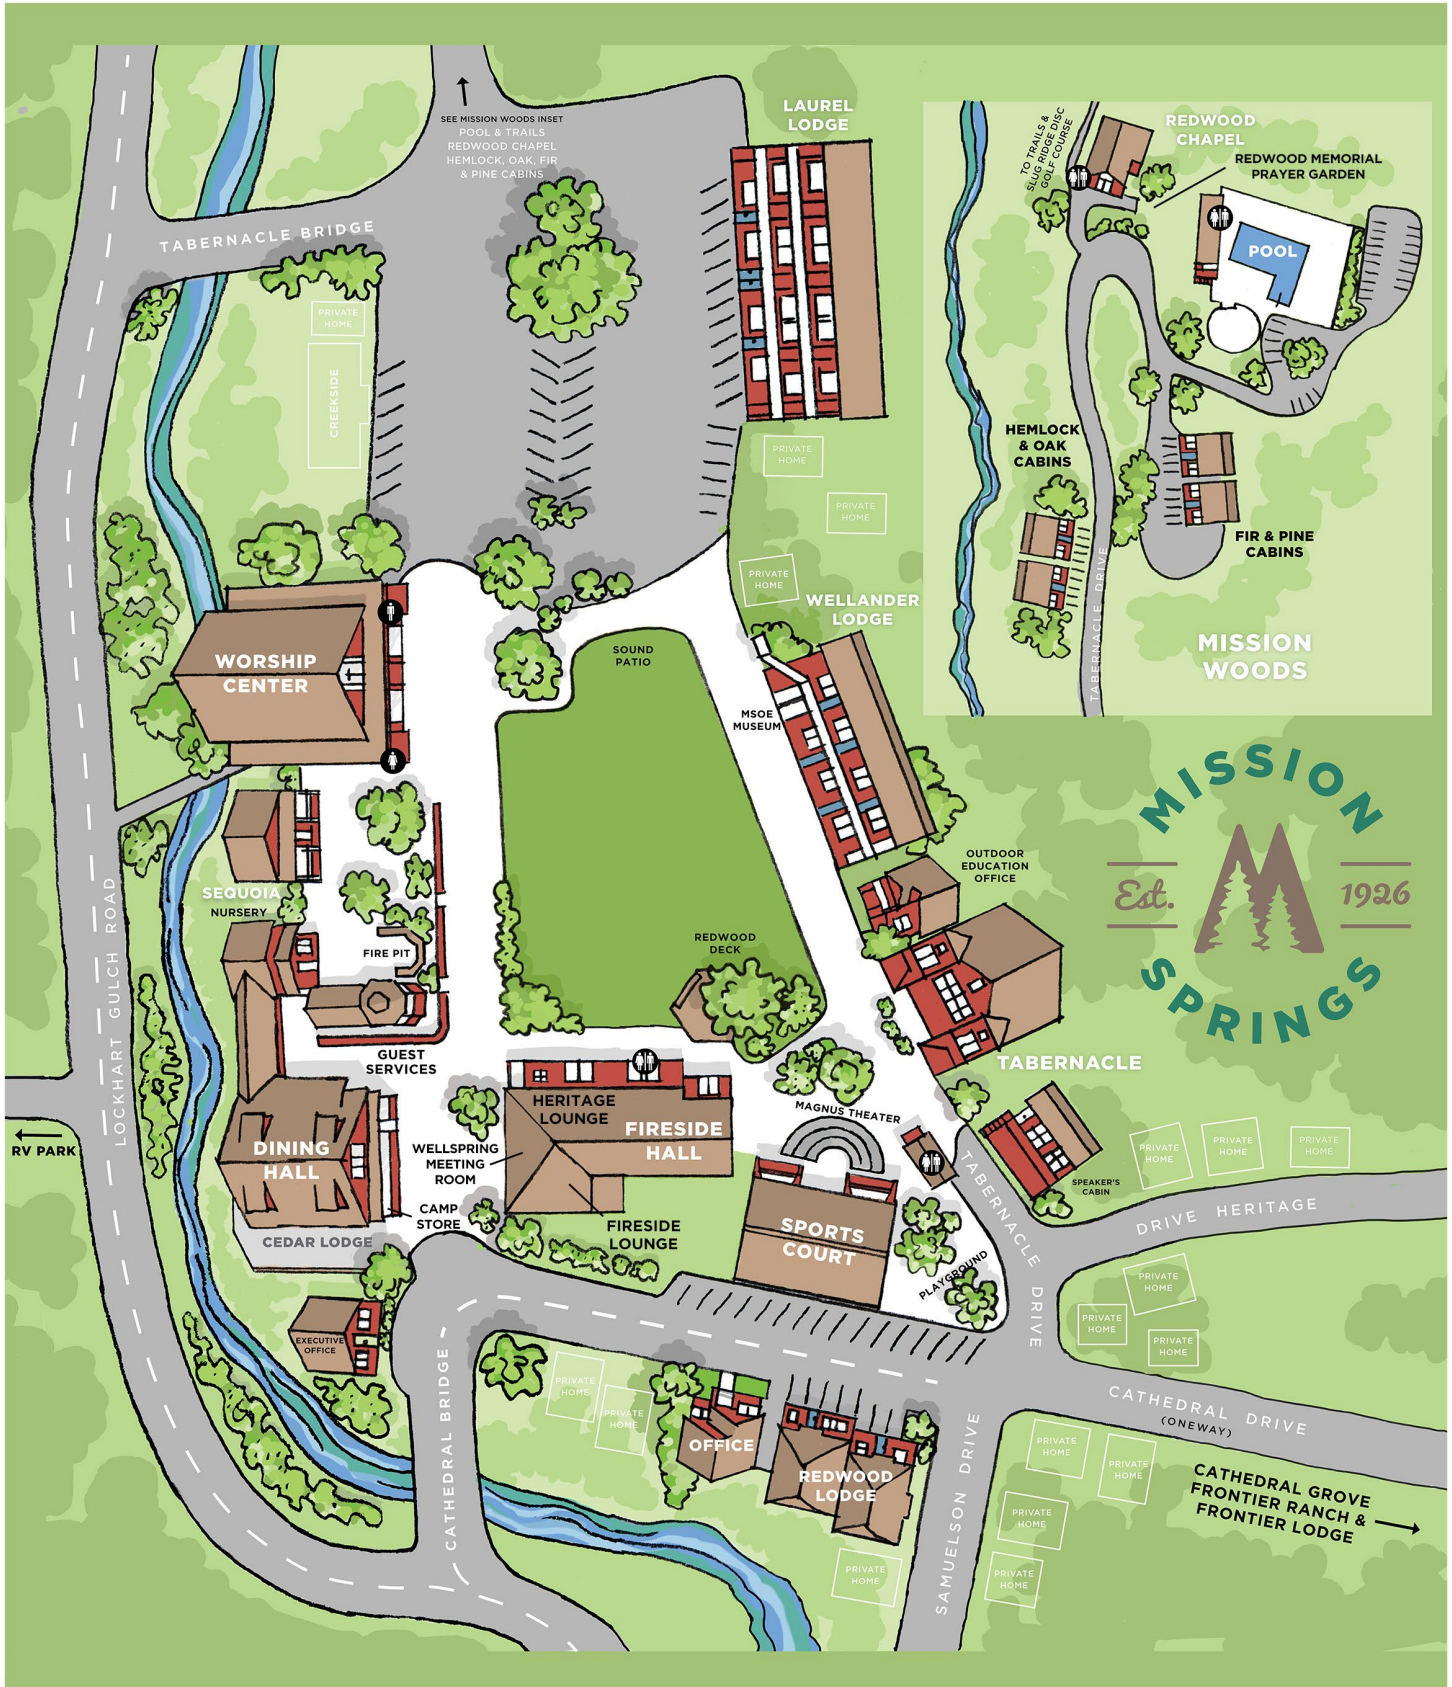 SEE MISSION WOODS INSET
POOL & TRAILS
REDWOOD CHAPEL
HEMLOCK, OAK, FIR
& PINE CABINS
LAUREL
LODGE
TABERNACLE BRIDGE
PRIVATE
HOME
CREEKSIDE
PRIVATE
HOME
PRIVATE
HOME
PRIVATE
HOME
WELLANDER
LODGE
TO TRAILS &
SLUG RIDGE DISC
GOLF COURSE
REDWOOD
CHAPEL
REDWOOD MEMORIAL
PRAYER GARDEN
POOL
HEMLOCK
& OAK
CABINS
FIR & PINE
CABINS
TABERNACLE DRIVE
MISSION
WOODS
WORSHIP
CENTER
SOUND
PATIO
MSOE
MUSEUM
MISSION
Est.
1926
SPRINGS
SEQUOIA
NURSERY
FIRE PIT
LOCKHART GULCH ROAD
OUTDOOR
EDUCATION
OFFICE
REDWOOD
DECK
GUEST
SERVICES
TABERNACLE
HERITAGE
LOUNGE
FIRESIDE
HALL
MAGNUS THEATER
DINING
HALL
WELLSPRING
MEETING
ROOM
RV PARK
CAMP
STORE
CEDAR LODGE
FIRESIDE
LOUNGE
SPORTS
COURT
PLAYGROUND
SPEAKER'S
CABIN
PRIVATE
HOME
PRIVATE
HOME
PRIVATE
HOME
DRIVE HERITAGE
TABERNACLE DRIVE
PRIVATE
HOME
PRIVATE
HOME
PRIVATE
HOME
EXECUTIVE
OFFICE
CATHEDRAL BRIDGE
PRIVATE
HOME
PRIVATE
HOME
OFFICE
REDWOOD
LODGE
CATHEDRAL DRIVE
(ONEWAY)
SAMUELSON DRIVE
PRIVATE
HOME
PRIVATE
HOME
PRIVATE
HOME
PRIVATE
HOME
PRIVATE
HOME
CATHEDRAL GROVE
FRONTIER RANCH &
FRONTIER LODGE